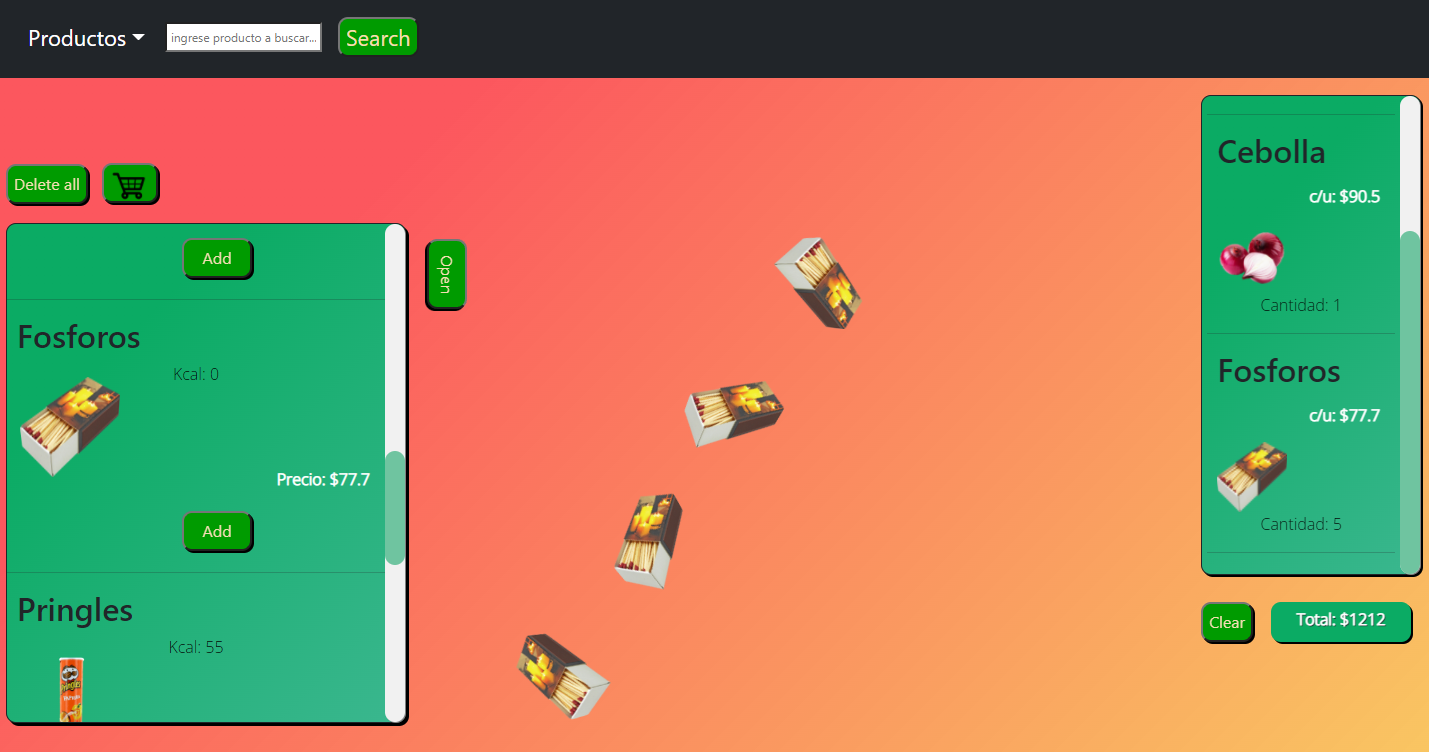 Productos
ingrese producto a buscar...
Search
Delete all
Add
Fosforos
Kcal: 0
Precio: $77.7
Add
Pringles
Kcal: 55
Pringles
Open
Cebolla
c/u: $90.5
Cantidad: 1
Fosforos
c/u: $77.7
Cantidad: 5
Clear
Total: $1212